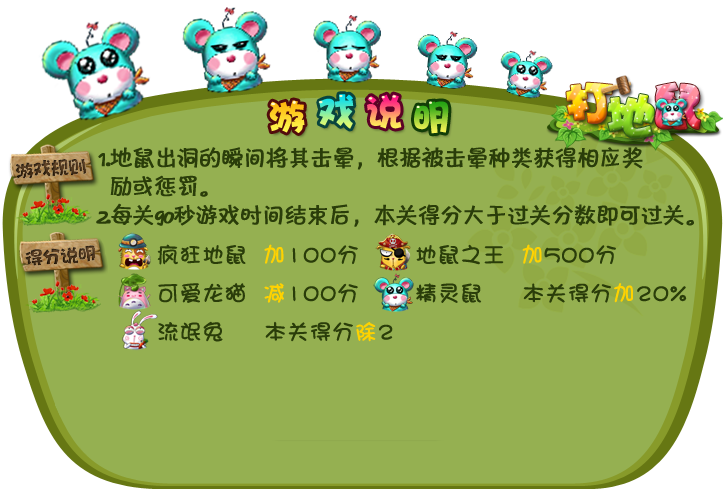 打地鼠
游戏说明
游戏规则
1.地鼠出洞的瞬间将其击晕，根据被击晕种类获得相应奖
励或惩罚。
2.每关90秒游戏时间结束后，本关得分大于过关分数即可过关。
得分说明
疯狂地鼠 加100分 地鼠之王 加500分
可爱龙猫 减100分 精灵鼠 本关得分加20%
流氓兔 本关得分除2